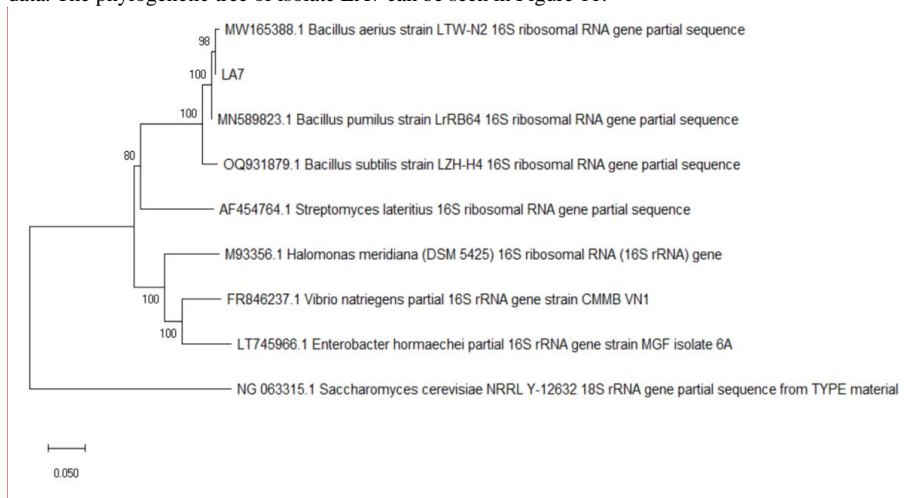 98
MW165388.1 Bacillus aerius strain LTW-N2 16S ribosomal RNA gene partial sequence
100
LA7
100
MN589823.1 Bacillus pumilus strain LrRB64 16S ribosomal RNA gene partial sequence
80
OQ931879.1 Bacillus subtilis strain LZH-H4 16S ribosomal RNA gene partial sequence
AF454764.1 Streptomyces lateritius 16S ribosomal RNA gene partial sequence
M93356.1 Halomonas meridiana (DSM 5425) 16S ribosomal RNA (16S rRNA) gene
100
FR846237.1 Vibrio natriegens partial 16S rRNA gene strain CMMB VN1
100
LT745966.1 Enterobacter hormaechei partial 16S rRNA gene strain MGF isolate 6A
NG 063315.1 Saccharomyces cerevisiae NRRL Y-12632 18S rRNA gene partial sequence from TYPE material
0.050